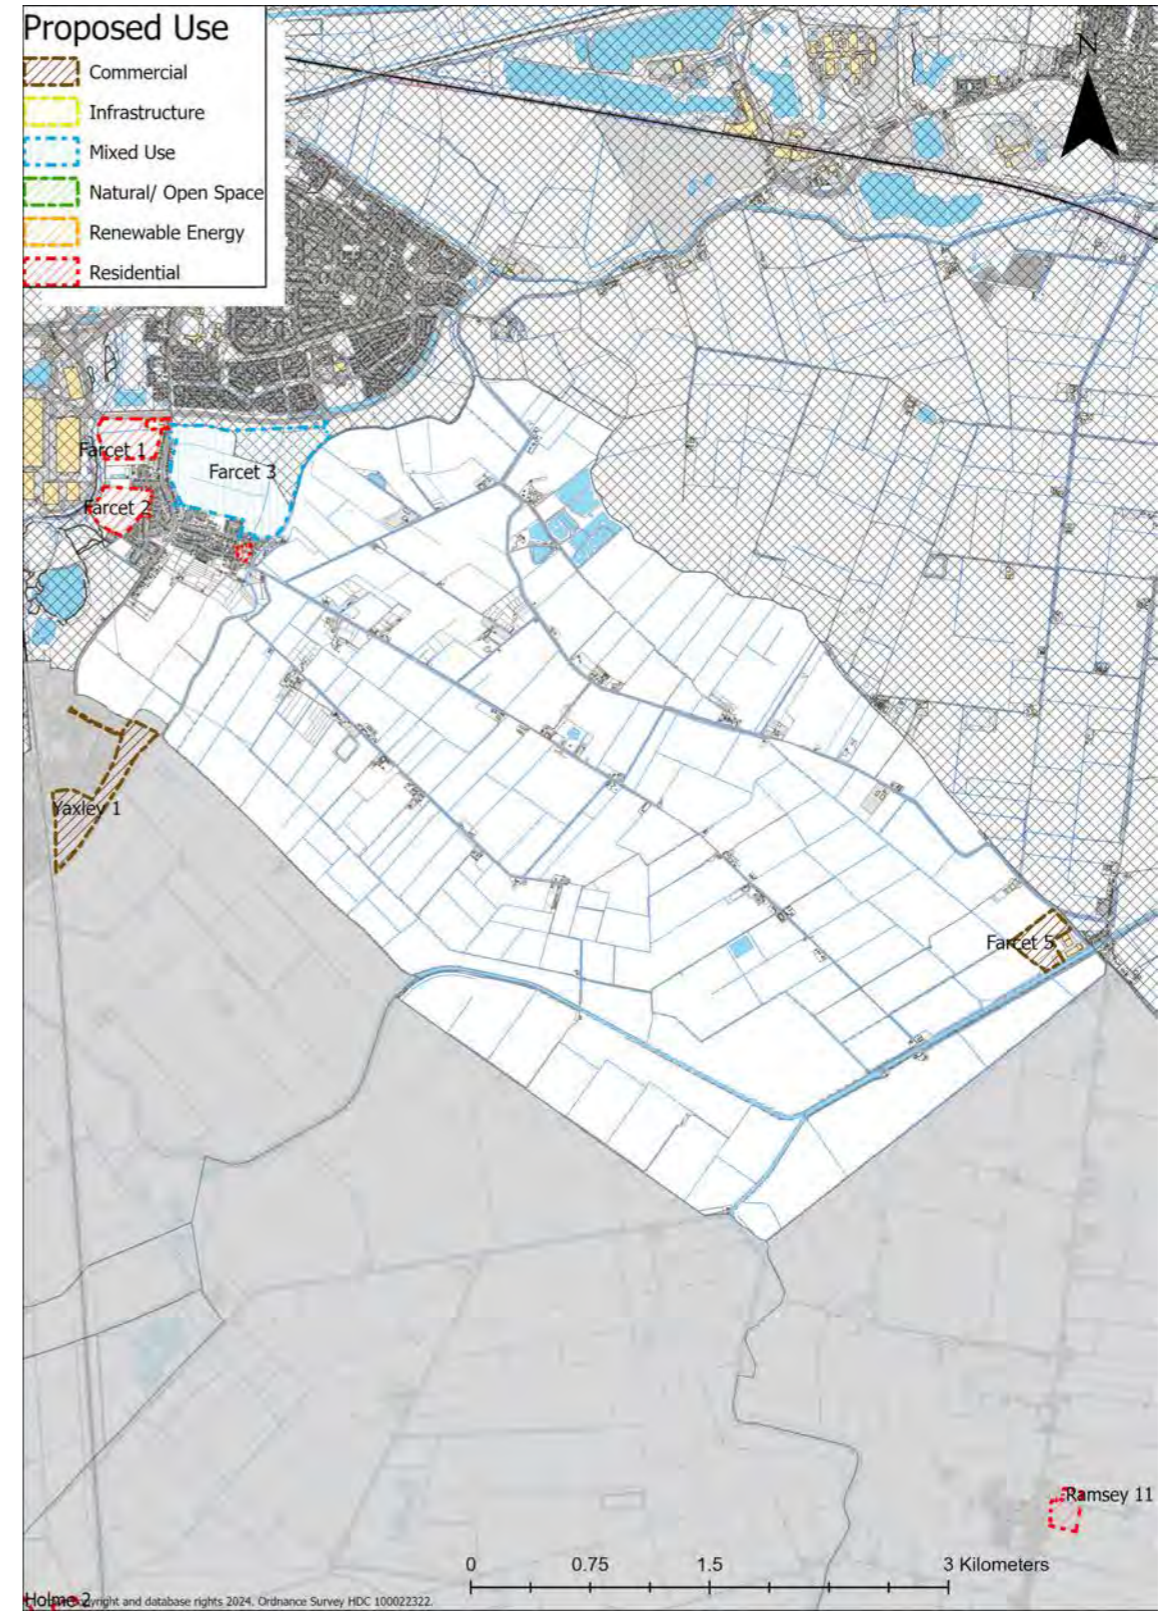 Proposed Use
Commercial
Infrastructure
Mixed Use
Natural/ Open Space
Renewable Energy
Residential
N
Farcet 1
Farcet 3
Farcet 2
Yaxley 1
Farcet 5
Ramsey 11
0 0.75 1.5 3 Kilometers
Holme 2
and database rights 2024. Ordnance Survey HDC 100022322.